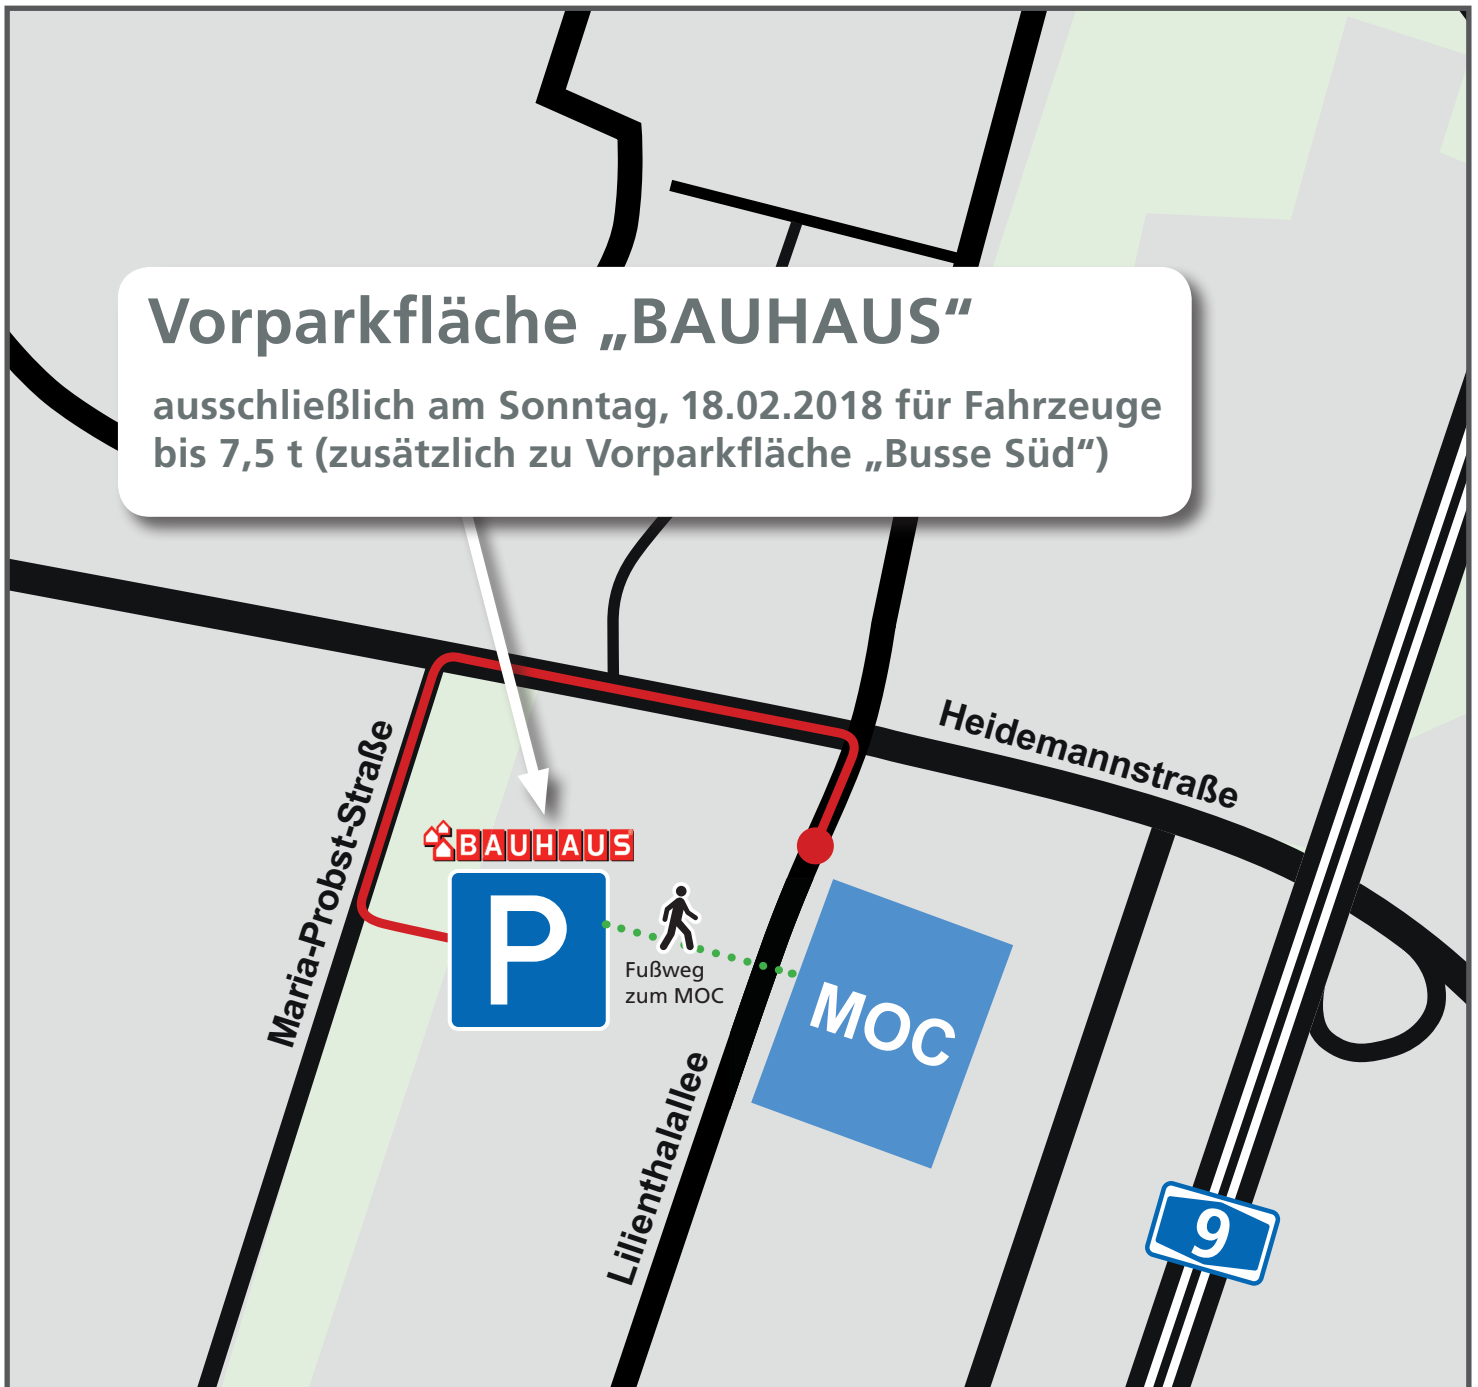 Vorparkfläche „BAUHAUS“
ausschließlich am Sonntag, 18.02.2018 für Fahrzeuge
bis 7,5 t (zusätzlich zu Vorparkfläche „Busse Süd“)
Heidemannstraße
Maria-Probst-Straße
BAUHAUS
P
Fußweg
zum MOC
MOC
Lilienthalallee
9